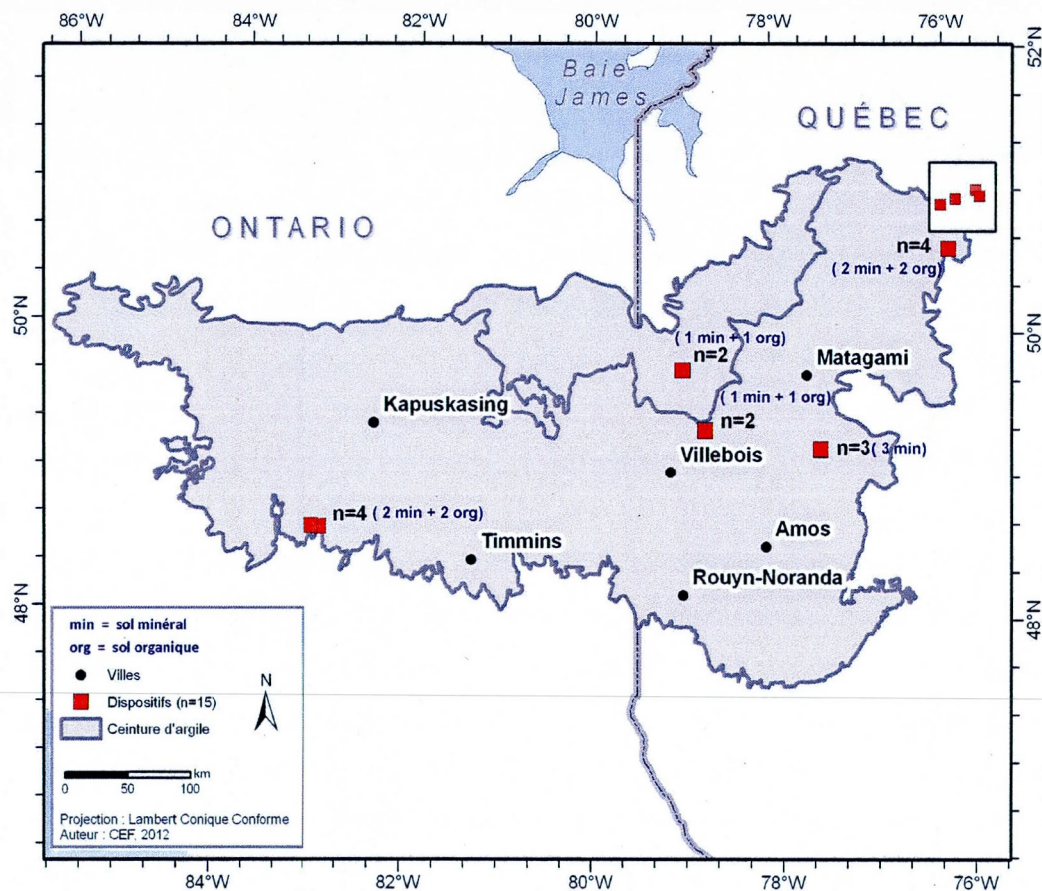 86°W 84°W 82°W 80°W 78°W 76°W
52°N
Baie
James
QUÉBEC
ONTARIO
n=4
( 2 min + 2 org)
50°N
50°N
( 1 min + 1 org)
n=2
Matagami
( 1 min + 1 org)
Kapuskasing
n=2
Villebois
n=3( 3 min)
n=4 ( 2 min + 2 org)
Timmins
Amos
Rouyn-Noranda
48°N
48°N
min = sol minéral
org = sol organique
Villes
Dispositifs (n=15)
Ceinture d'argile
N
km
0 50 100
Projection : Lambert Conique Conforme
Auteur : CEF, 2012
84°W 82°W 80°W 78°W 76°W